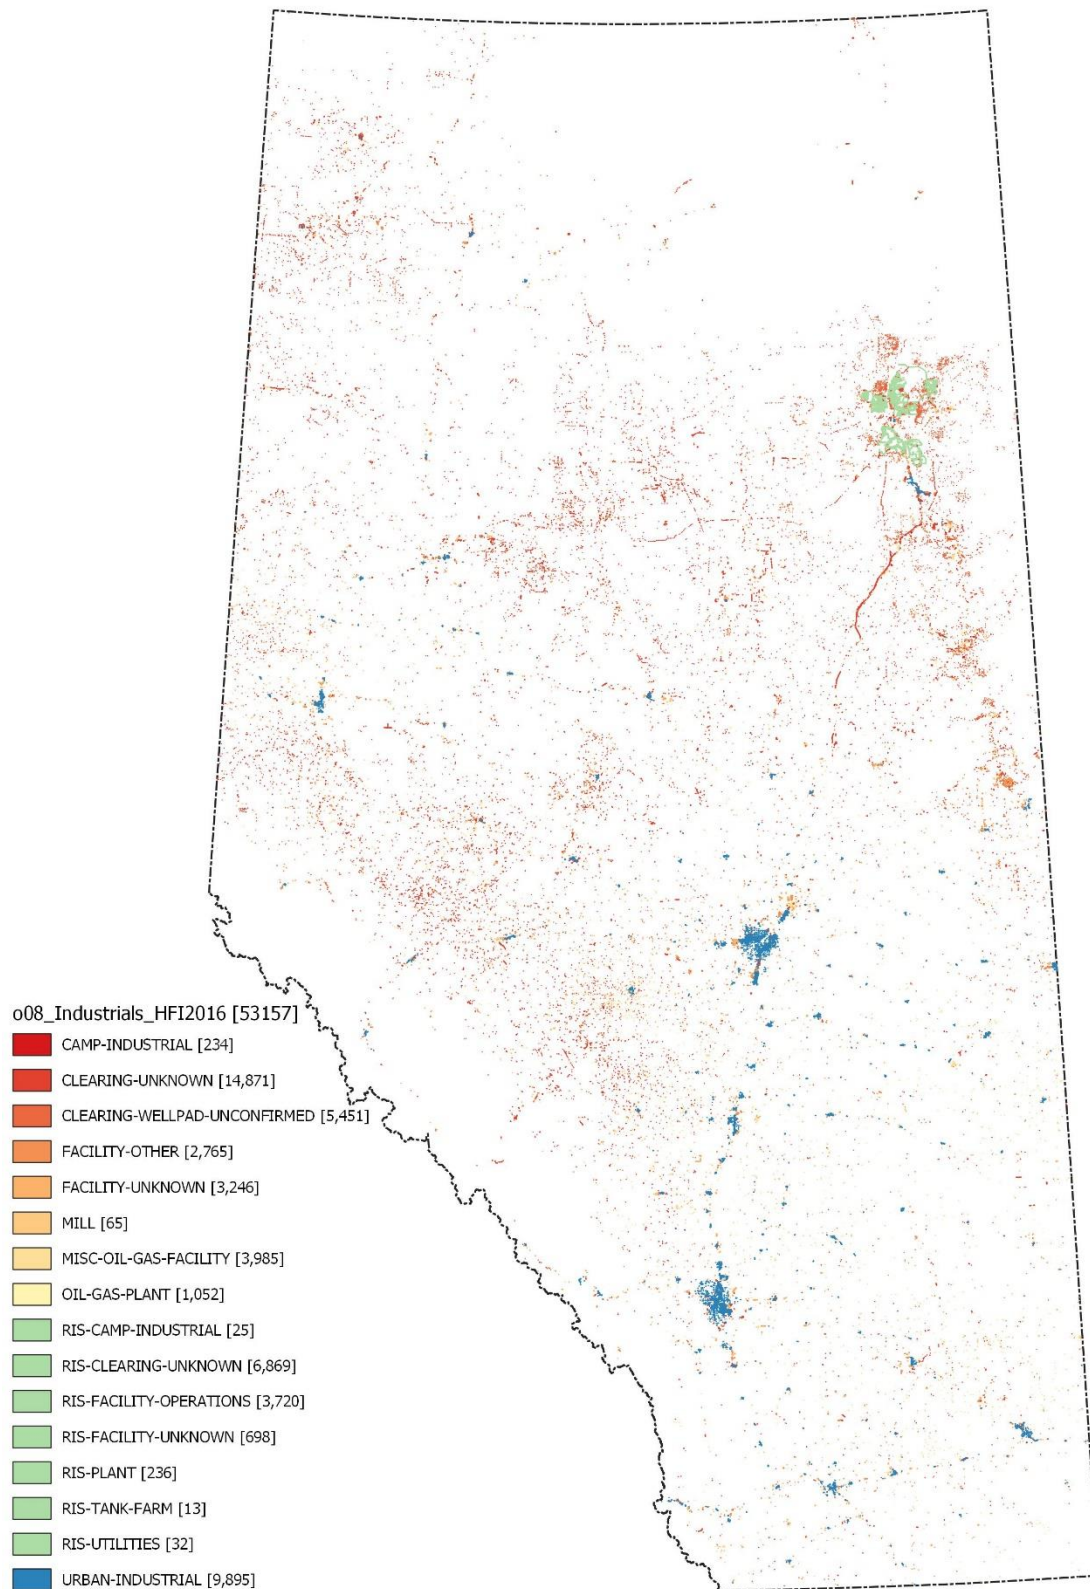 o08_Industrials_HFI2016 [53157]
CAMP-INDUSTRIAL [234]
CLEARING-UNKNOWN [14,871]
CLEARING-WELLPAD-UNCONFIRMED [5,451]
FACILITY-OTHER [2,765]
FACILITY-UNKNOWN [3,246]
MILL [65]
MISC-OIL-GAS-FACILITY [3,985]
OIL-GAS-PLANT [1,052]
RIS-CAMP-INDUSTRIAL [25]
RIS-CLEARING-UNKNOWN [6,869]
RIS-FACILITY-OPERATIONS [3,720]
RIS-FACILITY-UNKNOWN [698]
RIS-PLANT [236]
RIS-TANK-FARM [13]
RIS-UTILITIES [32]
URBAN-INDUSTRIAL [9,895]